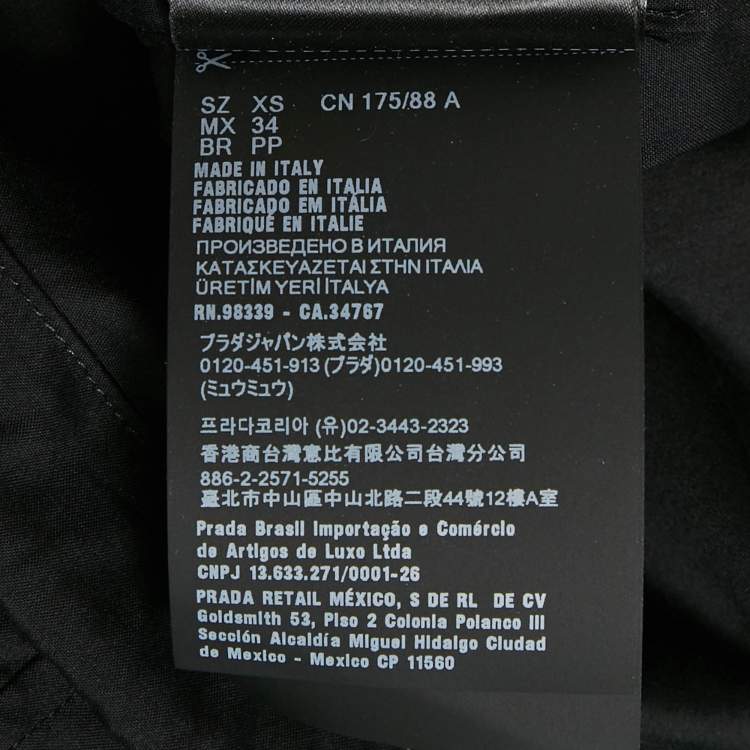 SZ XS CN 175/88 A
MX 34
BR PP
MADE IN ITALY
FABRICADO EN ITALIA
FABRICADO EM ITÁLIA
FABRIQUÉ EN ITALIE
ПРОИЗВЕДЕНО В ИТАЛИЯ
ΚΑΤΑΣΚΕΥΑΖΕΤΑΙ ΣΤΗΝ ΙΤΑΛΙΑ
ÜRETİM YERİ İTALYA
RN.98339 - CA.34767
プラダジャパン株式会社
0120-451-913 (プラダ)0120-451-993
(ミュウミュウ)
프라다코리아 (유)02-3443-2323
香港商台灣意比有限公司台灣分公司
886-2-2571-5255
臺北市中山區中山北路二段44號12樓A室
Prada Brasil Importação e Comércio
de Artigos de Luxo Ltda
CNPJ 13.633.271/0001-26
PRADA RETAIL MÉXICO, S DE RL DE CV
Goldsmith 53, Piso 2 Colonia Polanco III
Sección Alcaldía Miguel Hidalgo Ciudad
de Mexico - Mexico CP 11560